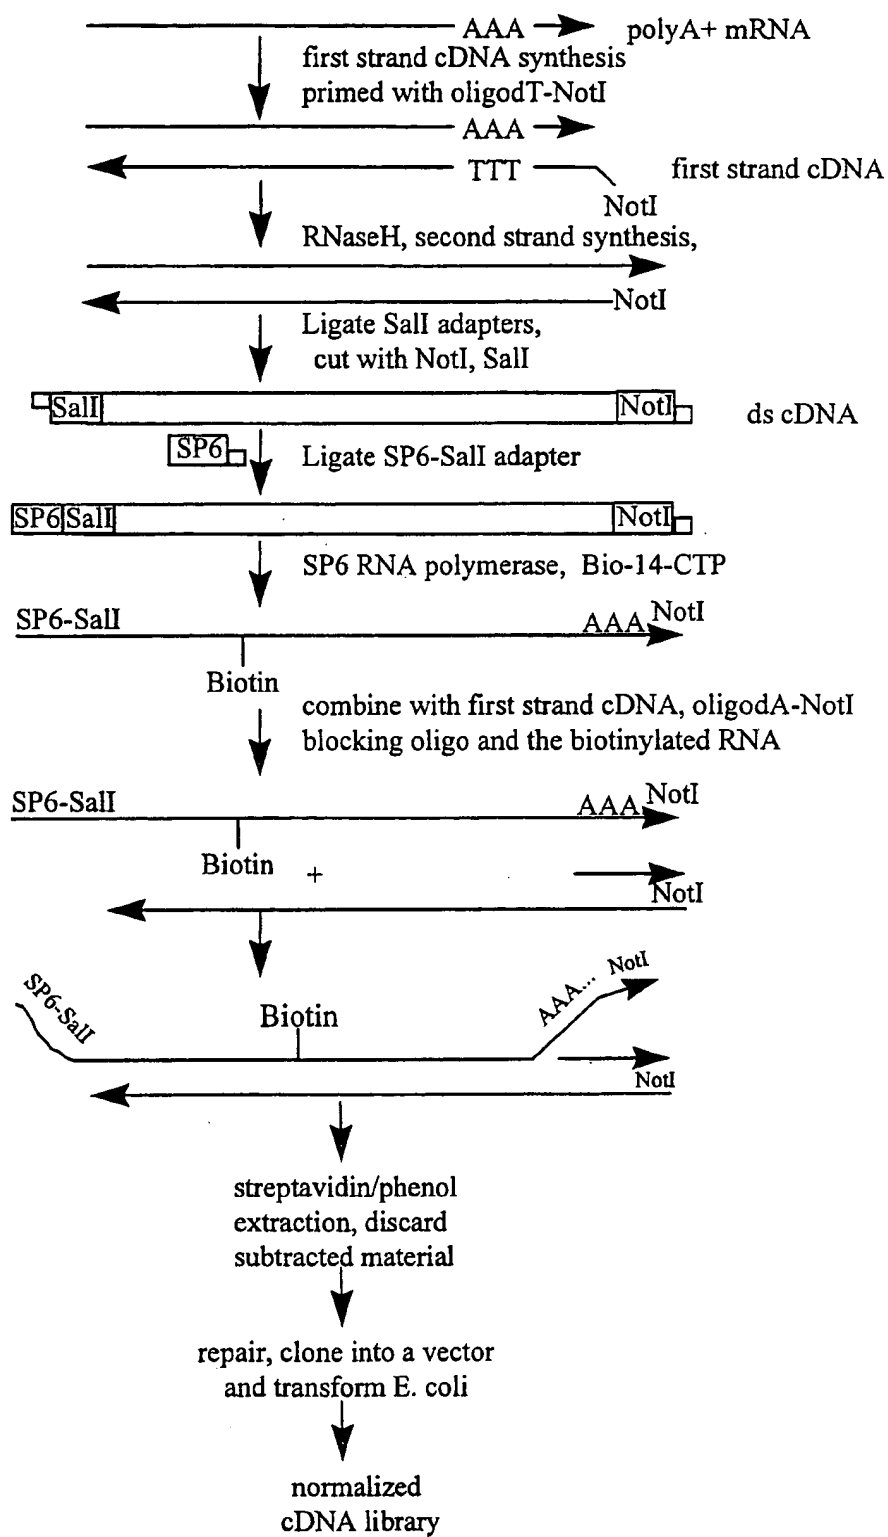 AAA polyA+ mRNA
first strand cDNA synthesis
primed with oligodT-NotI
AAA
TTT first strand cDNA
NotI
RNaseH, second strand synthesis,
NotI
Ligate SalI adapters,
cut with NotI, SalI
SalI NotI ds cDNA
SP6 Ligate SP6-SalI adapter
SP6 SalI NotI
SP6 RNA polymerase, Bio-14-CTP
SP6-SalI AAA NotI
Biotin
combine with first strand cDNA, oligodA-NotI
blocking oligo and the biotinylated RNA
SP6-SalI AAA NotI
Biotin +
NotI
SP6-SalI Biotin AAA... NotI
NotI
streptavidin/phenol
extraction, discard
subtracted material
repair, clone into a vector
and transform E. coli
normalized
cDNA library